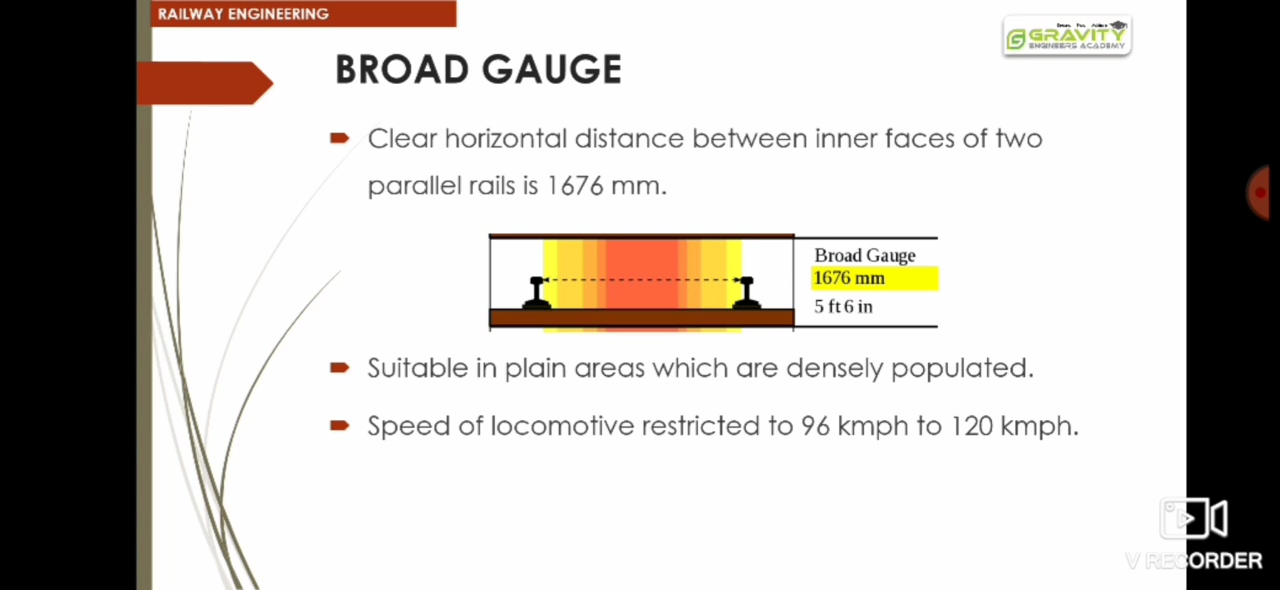 RAILWAY ENGINEERING
GRAVITY
ENGINEERS ACADEMY
BROAD GAUGE
Clear horizontal distance between inner faces of two
parallel rails is 1676 mm.
Broad Gauge
1676 mm
5 ft 6 in
Suitable in plain areas which are densely populated.
Speed of locomotive restricted to 96 kmph to 120 kmph.
V RECORDER